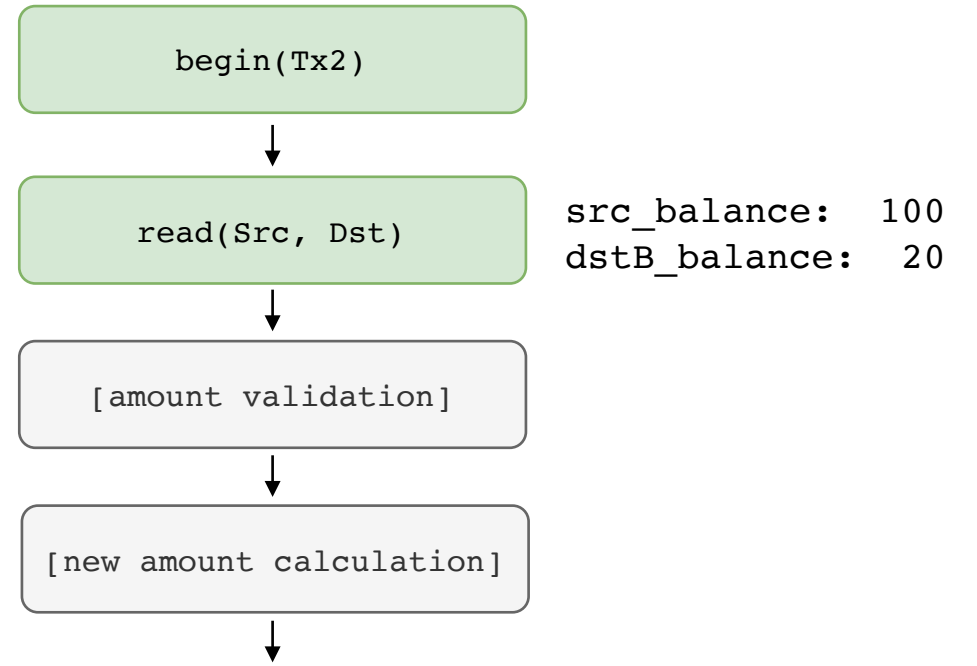 begin(Tx2)
read(Src, Dst)
src_balance: 100
dstB_balance: 20
[amount validation]
[new amount calculation]